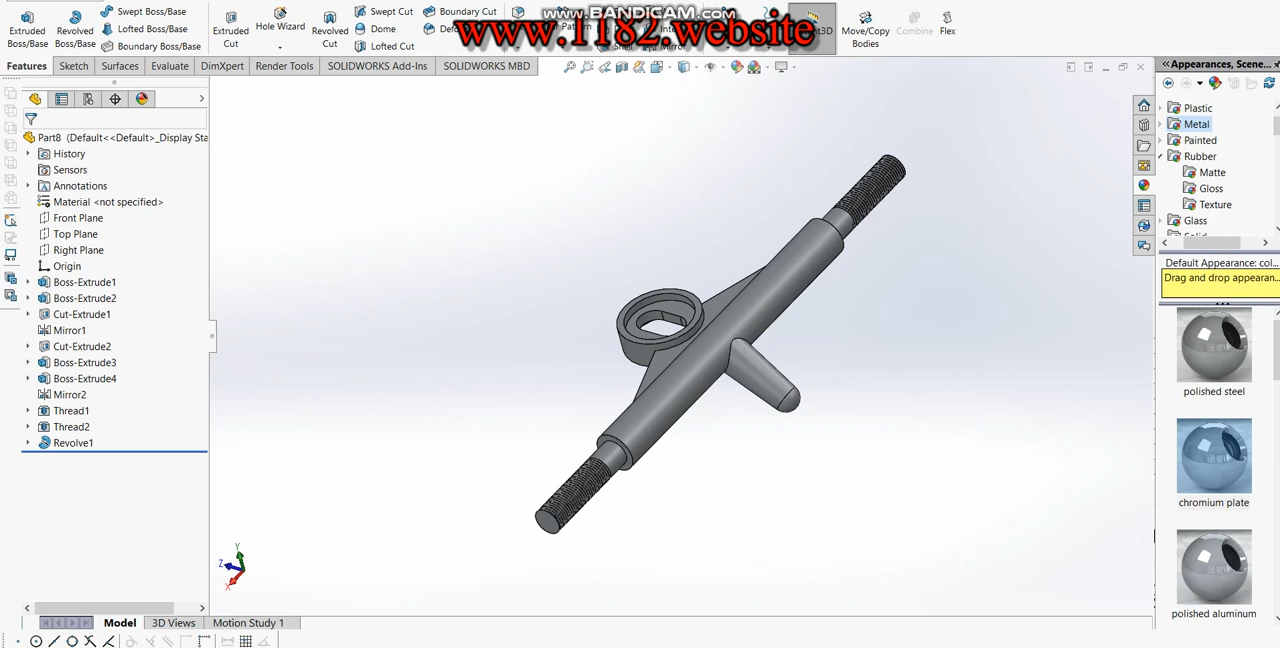 www.BANDICAM.com
www.1182.website
Extruded Boss/Base
Revolved Boss/Base
Swept Boss/Base
Lofted Boss/Base
Boundary Boss/Base
Extruded Cut
Hole Wizard
Revolved Cut
Swept Cut
Dome
Lofted Cut
Boundary Cut
Mirror
Move/Copy Bodies
Combine
Flex
Features Sketch Surfaces Evaluate DimXpert Render Tools SOLIDWORKS Add-Ins SOLIDWORKS MBD
Part8 (Default<<Default>_Display Sta
History
Sensors
Annotations
Material <not specified>
Front Plane
Top Plane
Right Plane
Origin
Boss-Extrude1
Boss-Extrude2
Cut-Extrude1
Mirror1
Cut-Extrude2
Boss-Extrude3
Boss-Extrude4
Mirror2
Thread1
Thread2
Revolve1
Y
Z
X
Model 3D Views Motion Study 1
Appearances, Scene...
Plastic
Metal
Painted
Rubber
Matte
Gloss
Texture
Glass
Default Appearance: col...
Drag and drop appearan...
polished steel
chromium plate
polished aluminum